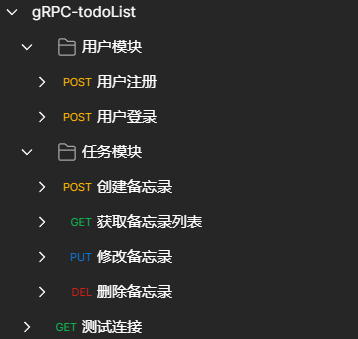 gRPC-todoList
用户模块
POST 用户注册
POST 用户登录
任务模块
POST 创建备忘录
GET 获取备忘录列表
PUT 修改备忘录
DEL 删除备忘录
GET 测试连接